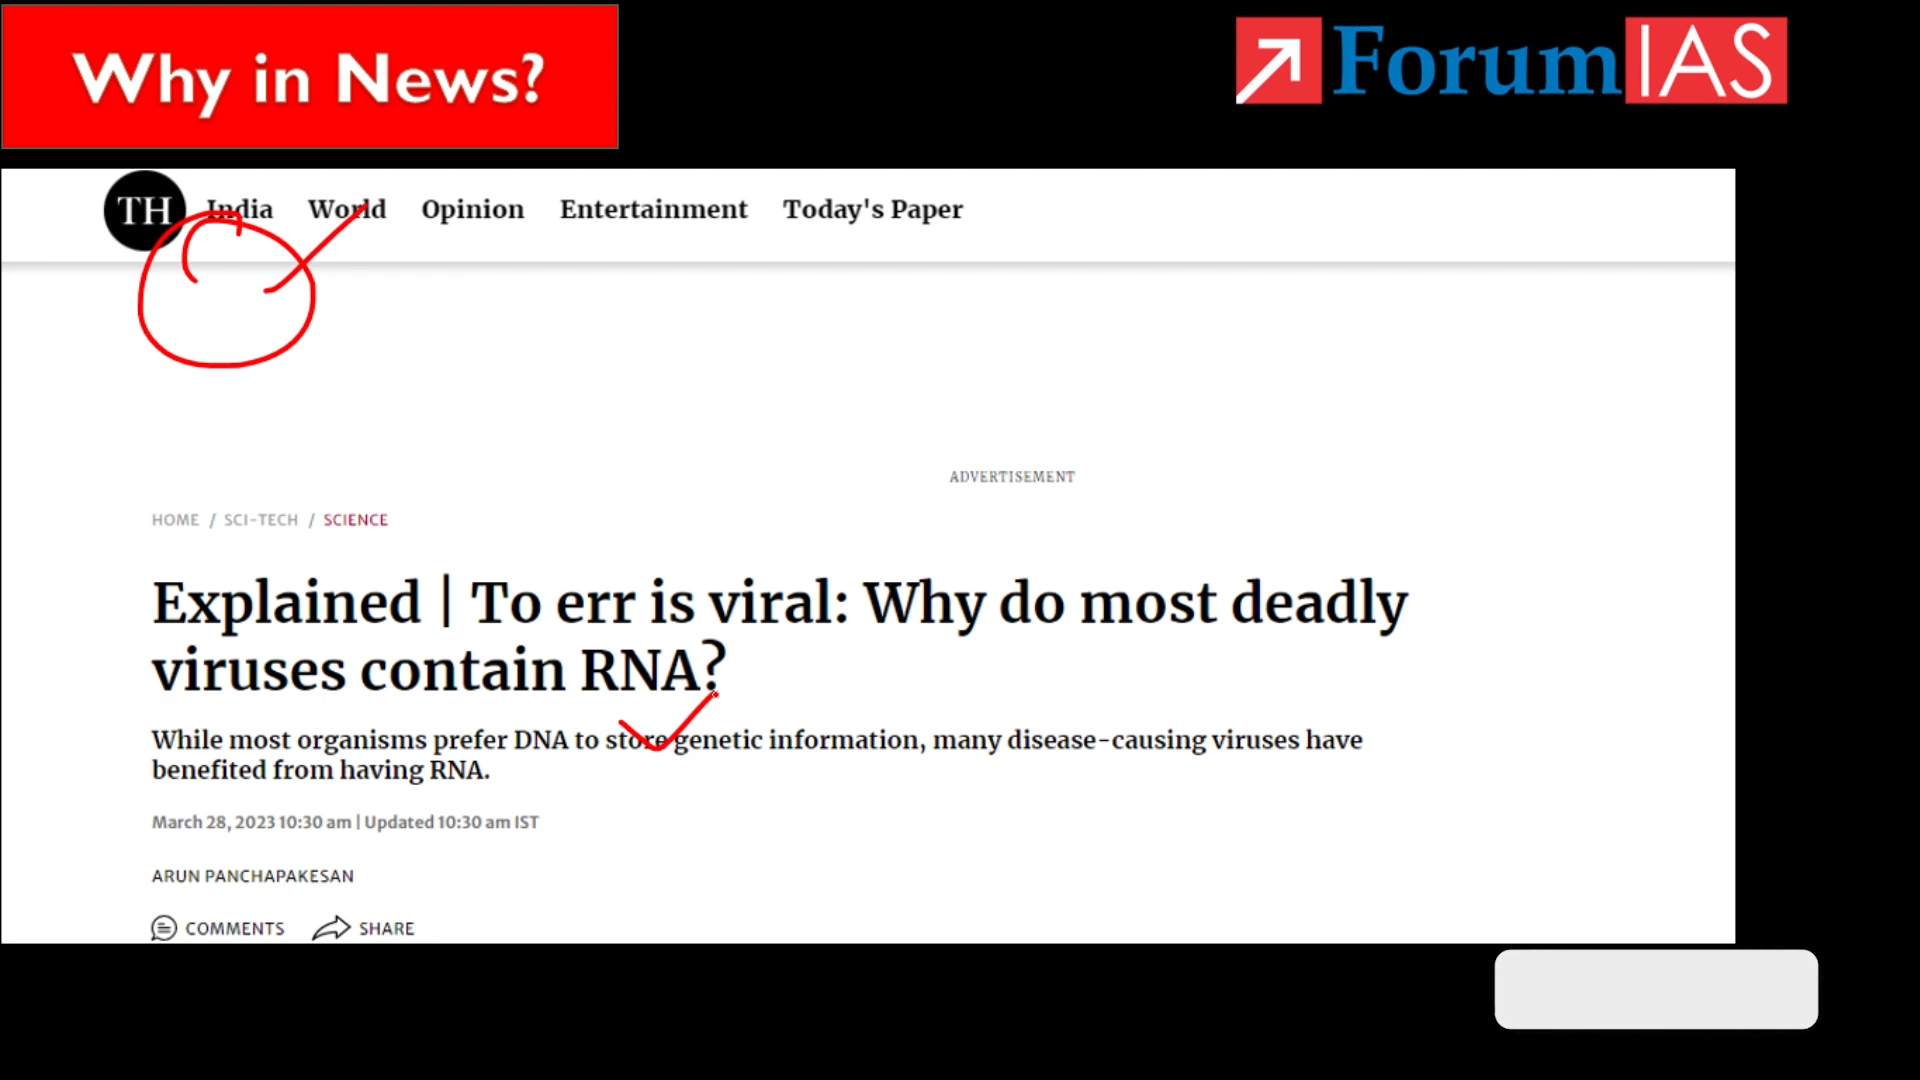 Why in News?
ForumIAS
TH India World Opinion Entertainment Today's Paper
ADVERTISEMENT
HOME / SCI-TECH / SCIENCE
Explained | To err is viral: Why do most deadly
viruses contain RNA?
While most organisms prefer DNA to store genetic information, many disease-causing viruses have
benefited from having RNA.
March 28, 2023 10:30 am | Updated 10:30 am IST
ARUN PANCHAPAKESAN
COMMENTS SHARE